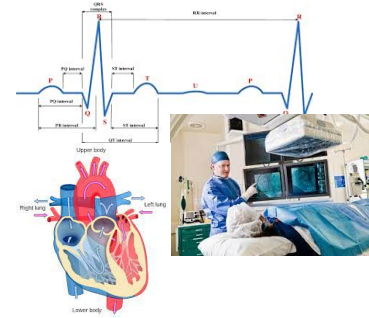 QRS
complex
R
RR interval
R
PQ interval
ST interval
P
T
U
P
PQ interval
Q
S
Q
PR interval
ST interval
QT interval
Upper body
Right lung
Left lung
Lower body